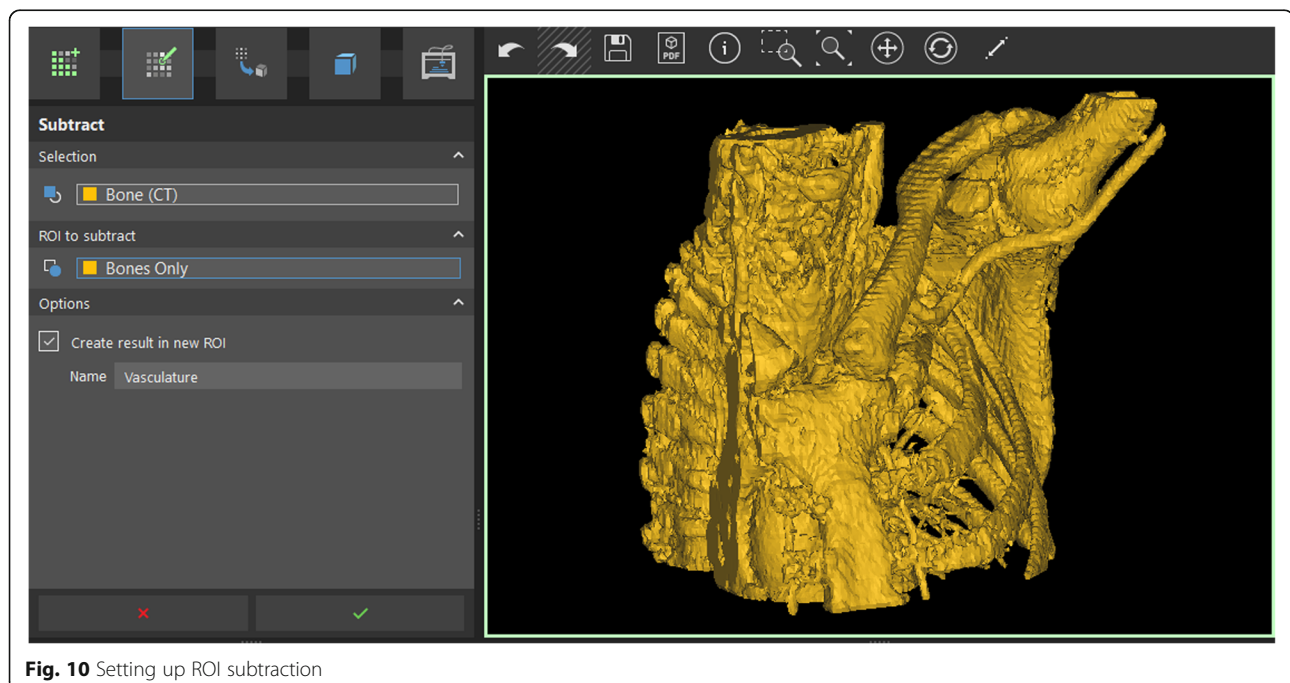 PDF
Subtract
Selection
Bone (CT)
ROI to subtract
Bones Only
Options
Create result in new ROI
Name Vasculature
Fig. 10 Setting up ROI subtraction